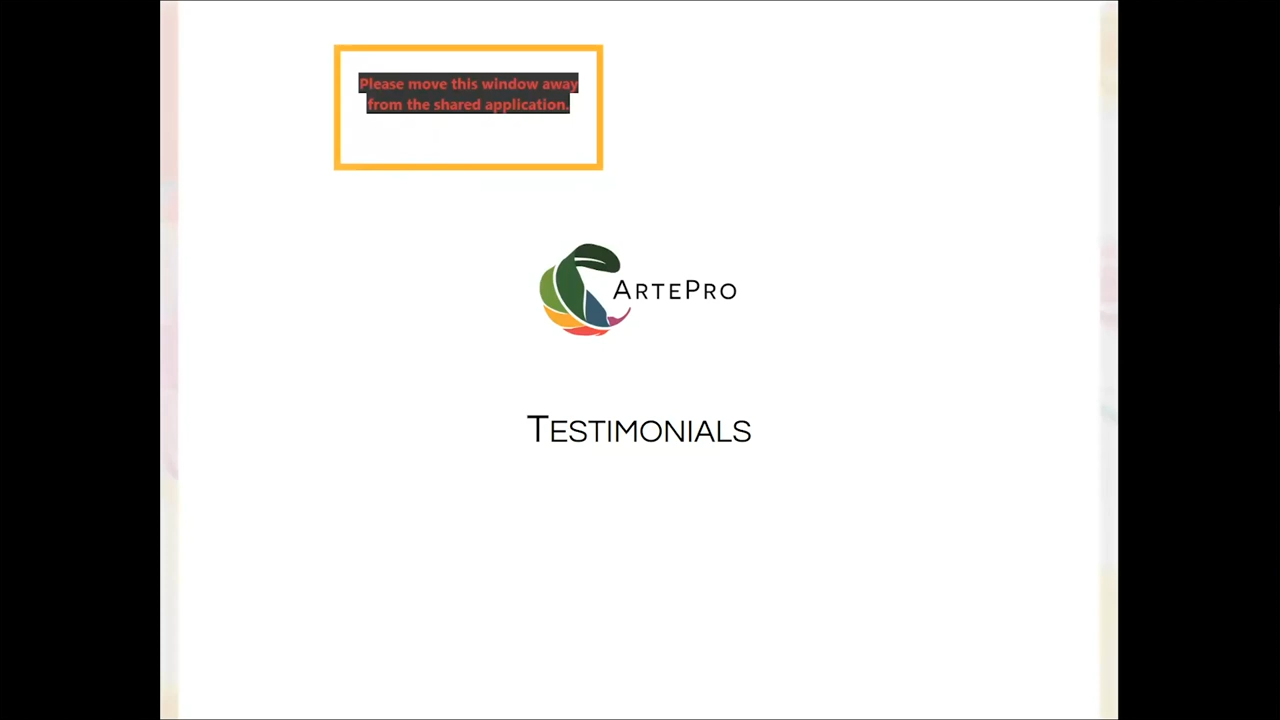 Please move this window away
from the shared application.
ARTEPRO
TESTIMONIALS